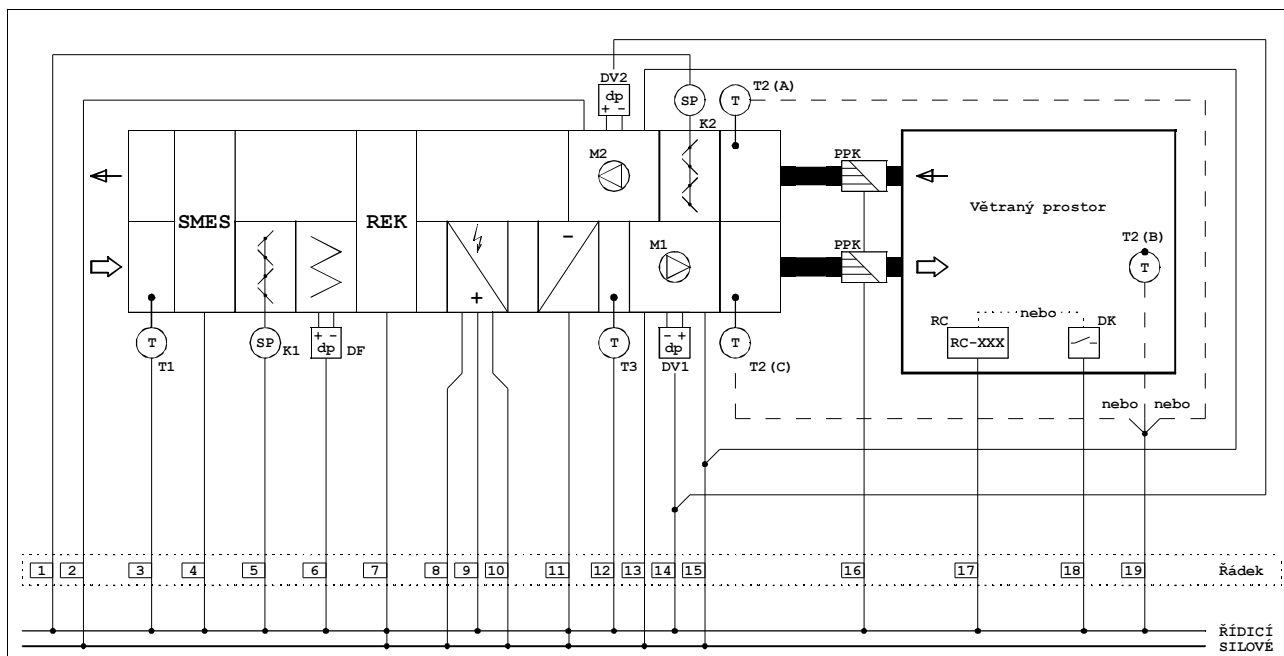 DV2
dp
+ -
SP
T
T2(A)
K2
M2
PPK
SMES
REK
Větraný prostor
-
M1
PPK
T2(B)
T
+
nebo
RC
DK
T
T1
SP
K1
+ -
dp
DF
T
T3
- +
dp
DV1
T
T2(C)
RC-XXX
nebo nebo
1 2 3 4 5 6 7 8 9 10 11 12 13 14 15 16 17 18 19 Řádek
ŘÍDICÍ
SILOVÉ